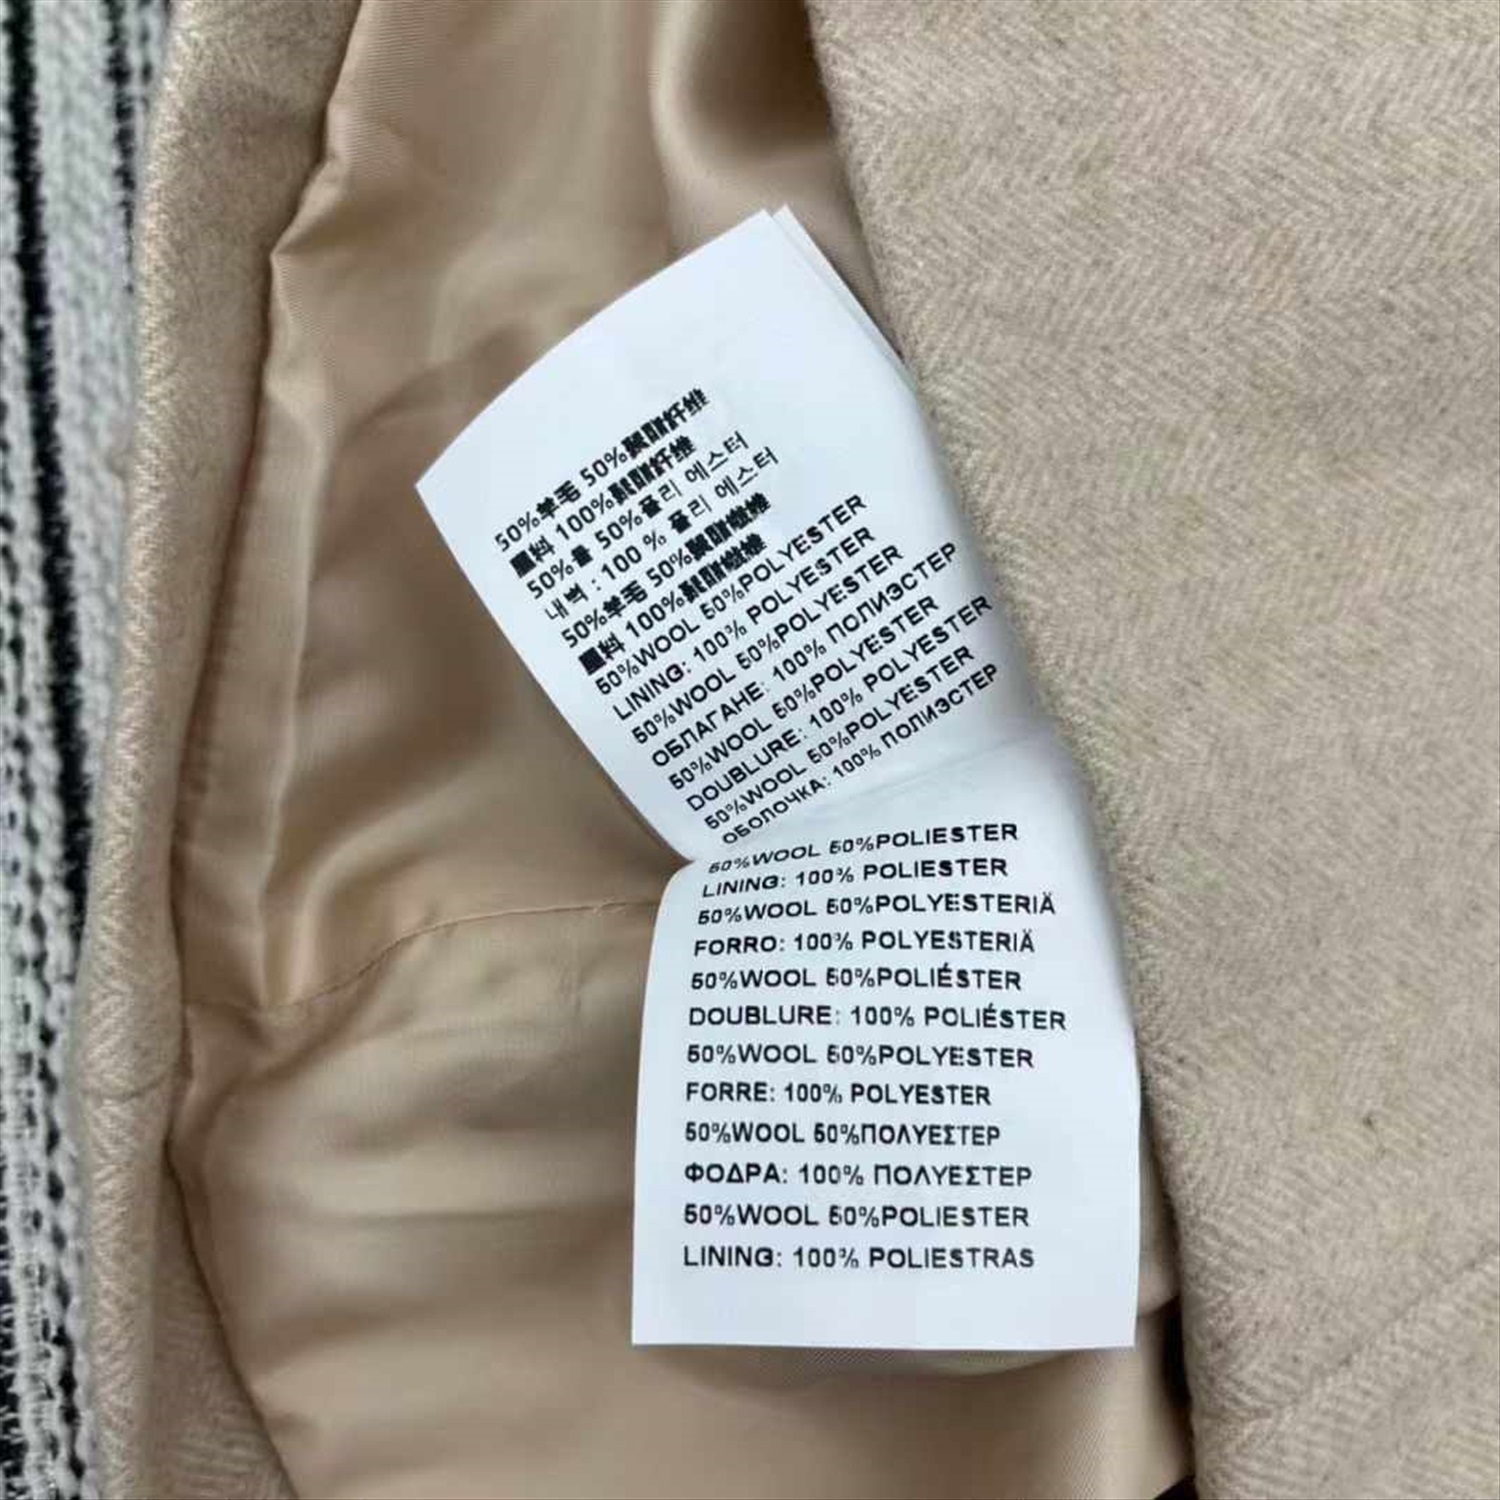 50%羊毛 50%聚酯纤维
100%聚酯纤维
50%울 50%폴리 에스터
내벽 : 100 % 폴리 에스터
50%羊毛 50%聚酯纖維
100%聚酯纖維
50%WOOL 50%POLYESTER
LINING: 100% POLYESTER
50%WOOL 50%POLYESTER
ОБЛАГАНЕ: 100% ПОЛИЭСТЕР
50%WOOL 50%POLYESTER
DOUBLURE: 100% POLYESTER
50%WOOL 50%POLYESTER
ОБОЛОЧКА: 100% ПОЛИЭСТЕР
50%WOOL 50%POLIESTER
LINING: 100% POLIESTER
50%WOOL 50%POLYESTERIÄ
FORRO: 100% POLYESTERIÄ
50%WOOL 50%POLIÉSTER
DOUBLURE: 100% POLIÉSTER
50%WOOL 50%POLYESTER
FORRE: 100% POLYESTER
50%WOOL 50%ΠΟΛΥΕΣΤΕΡ
ΦΟΔΡΑ: 100% ΠΟΛΥΕΣΤΕΡ
50%WOOL 50%POLIESTER
LINING: 100% POLIESTRAS